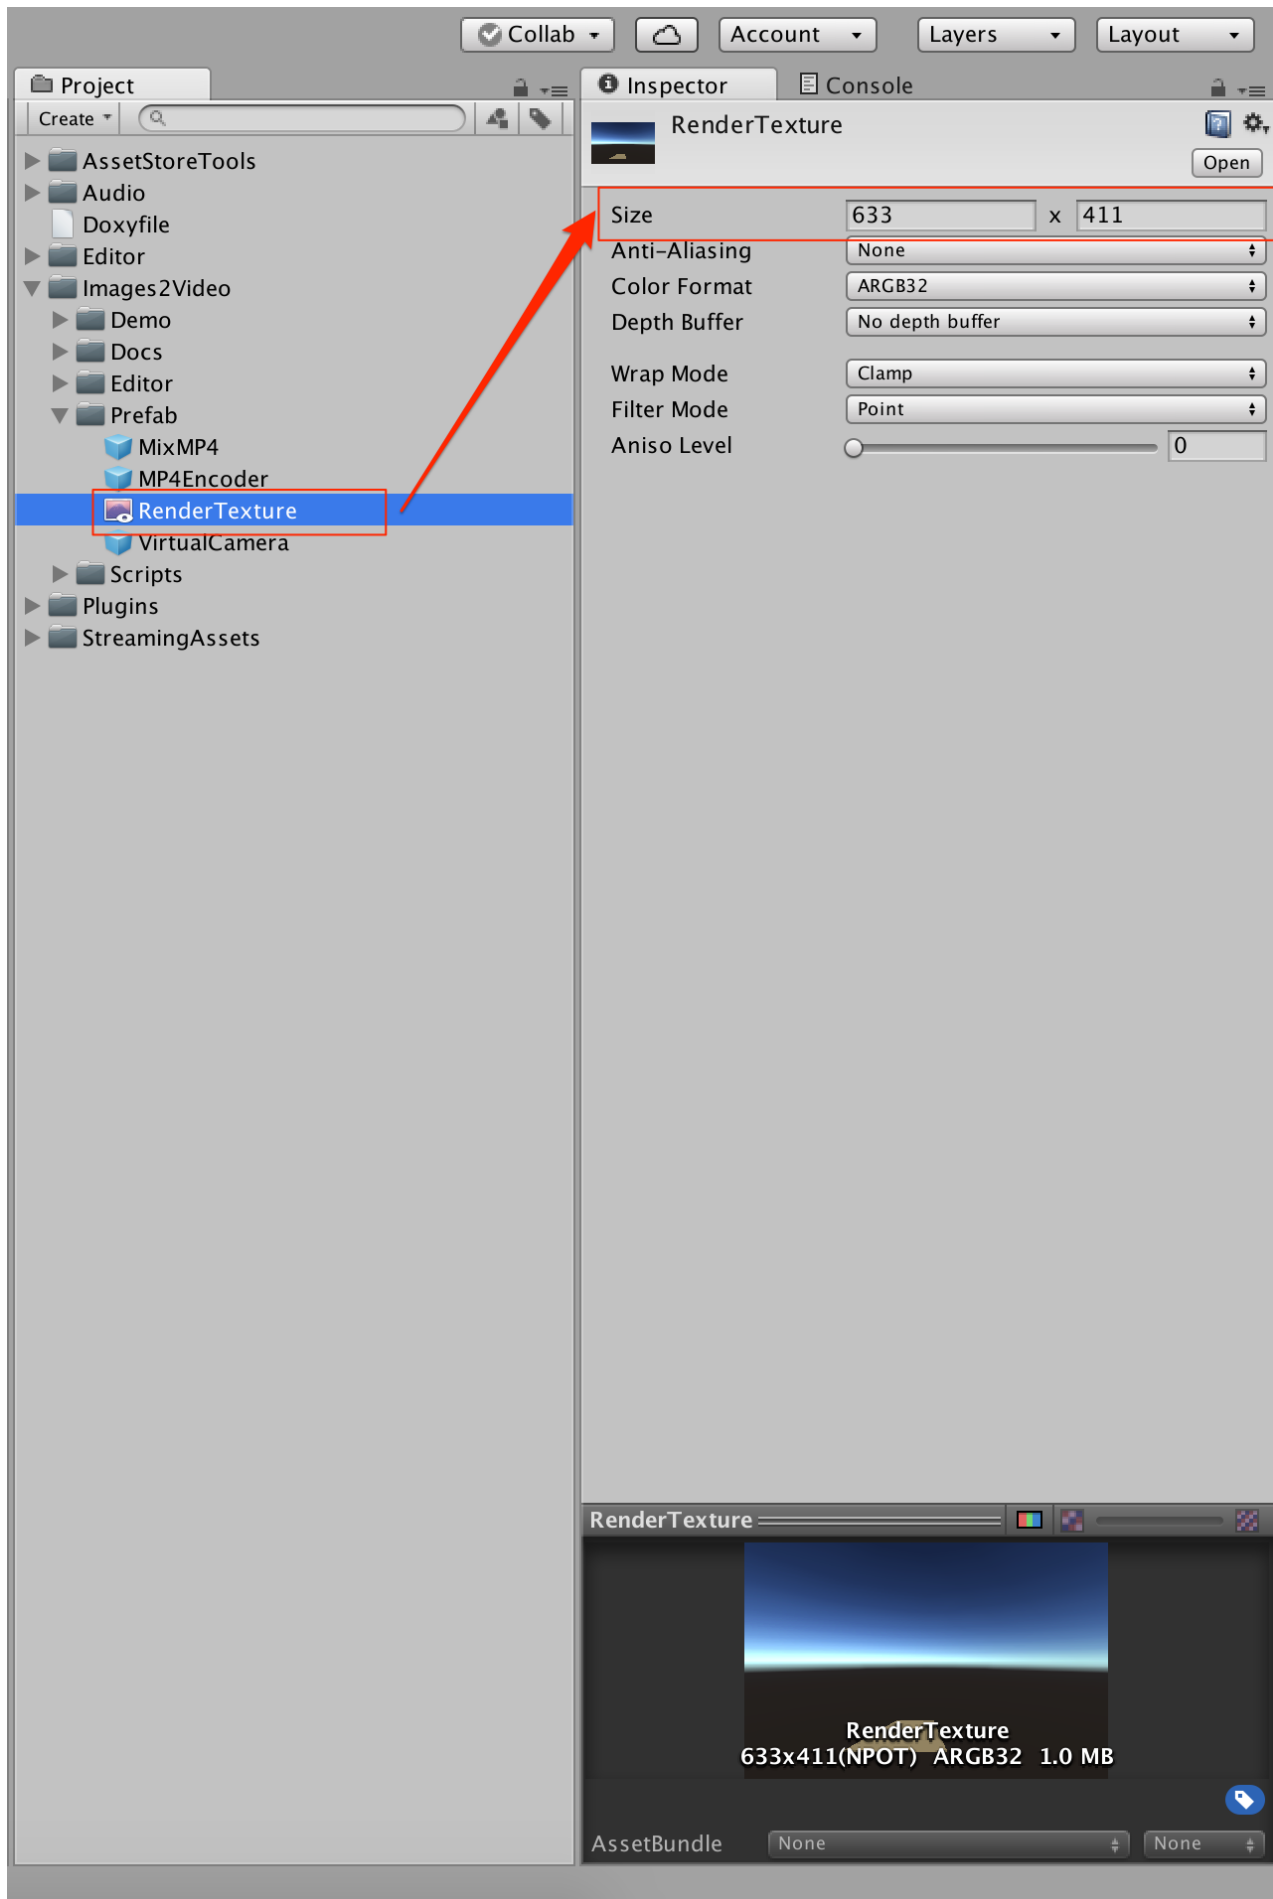 Collab
Account
Layers
Layout
Project
Create
AssetStoreTools
Audio
Doxyfile
Editor
Images2Video
Demo
Docs
Editor
Prefab
MixMP4
MP4Encoder
RenderTexture
VirtualCamera
Scripts
Plugins
StreamingAssets
Inspector
Console
RenderTexture
Open
Size 633 x 411
Anti-Aliasing None
Color Format ARGB32
Depth Buffer No depth buffer
Wrap Mode Clamp
Filter Mode Point
Aniso Level 0
RenderTexture
RenderTexture
633x411(NPOT) ARGB32 1.0 MB
AssetBundle None None